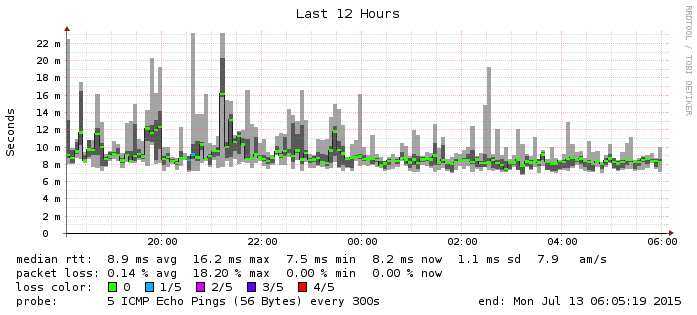 Last 12 Hours
RRDTOOL / TOBI OETIKER
Seconds
22 m
20 m
18 m
16 m
14 m
12 m
10 m
8 m
6 m
4 m
2 m
0
20:00 22:00 00:00 02:00 04:00 06:00
median rtt: 8.9 ms avg 16.2 ms max 7.5 ms min 8.2 ms now 1.1 ms sd 7.9 am/s
packet loss: 0.14 % avg 18.20 % max 0.00 % min 0.00 % now
loss color: 0 1/5 2/5 3/5 4/5
probe: 5 ICMP Echo Pings (56 Bytes) every 300s end: Mon Jul 13 06:05:19 2015